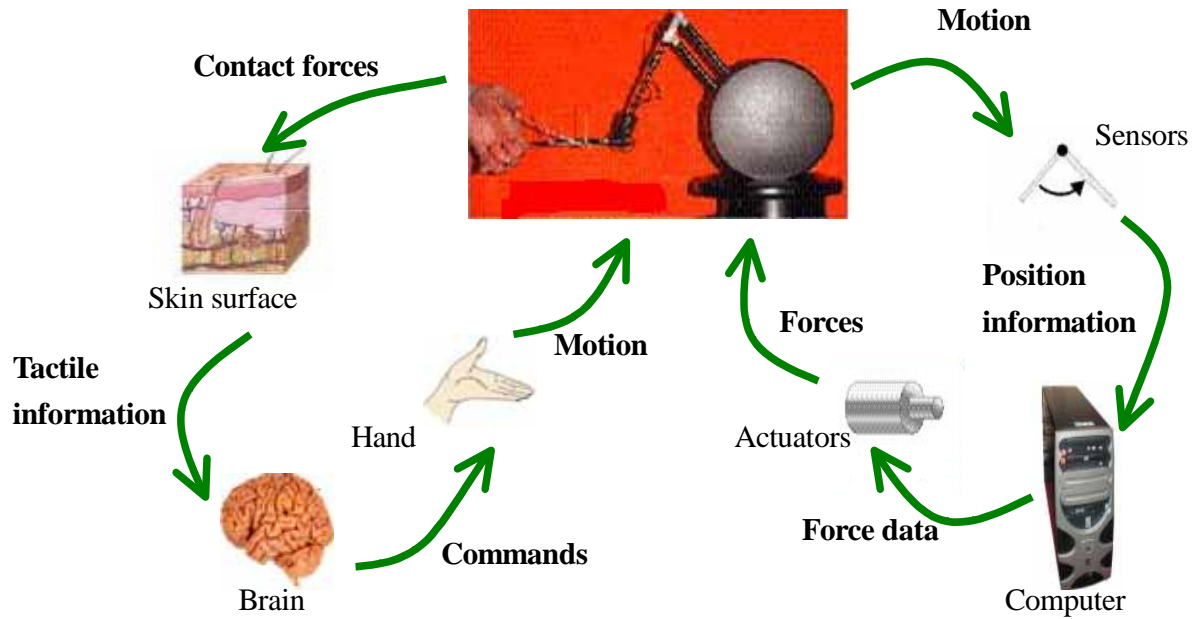 Motion
Contact forces
Sensors
Skin surface
Position
information
Forces
Motion
Tactile
information
Hand
Actuators
Force data
Commands
Brain
Computer